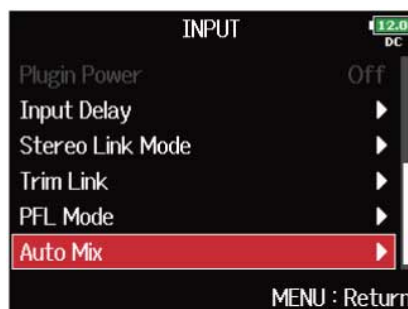 INPUT
12.0
DC
Plugin Power Off
Input Delay
Stereo Link Mode
Trim Link
PFL Mode
Auto Mix
MENU : Return